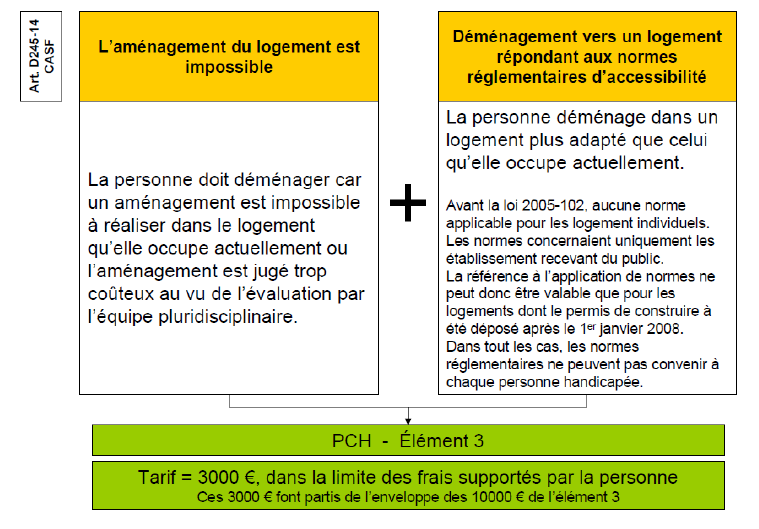 Art. D245-14
CASF
L’aménagement du logement est
impossible
La personne doit déménager car
un aménagement est impossible
à réaliser dans le logement
qu’elle occupe actuellement ou
l’aménagement est jugé trop
coûteux au vu de l’évaluation par
l’équipe pluridisciplinaire.
+
Déménagement vers un logement
répondant aux normes
réglementaires d’accessibilité
La personne déménage dans un
logement plus adapté que celui
qu’elle occupe actuellement.
Avant la loi 2005-102, aucune norme
applicable pour les logement individuels.
Les normes concernaient uniquement les
établissement recevant du public.
La référence à l’application de normes ne
peut donc être valable que pour les
logements dont le permis de construire à
été déposé après le 1er janvier 2008.
Dans tout les cas, les normes
réglementaires ne peuvent pas convenir à
chaque personne handicapée.
PCH - Élément 3
Tarif = 3000 €, dans la limite des frais supportés par la personne
Ces 3000 € font partis de l’enveloppe des 10000 € de l’élément 3